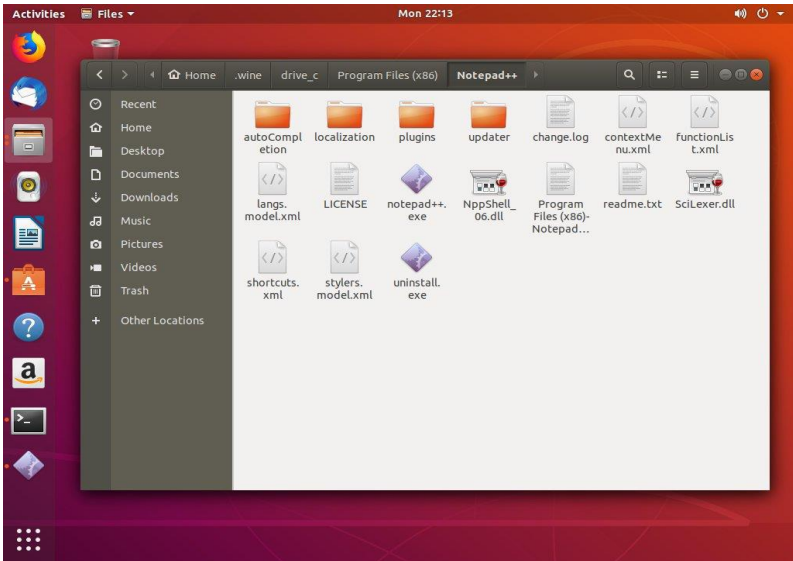 Activities Files Mon 22:13
Home .wine drive_c Program Files (x86) Notepad++
Recent
Home
Desktop
Documents
Downloads
Music
Pictures
Videos
Trash
+ Other Locations
autoCompl
etion
localization
plugins
updater
change.log
contextMe
nu.xml
functionLis
t.xml
langs.
model.xml
LICENSE
notepad++.
exe
NppShell_
06.dll
Program
Files (x86)-
Notepad...
readme.txt
SciLexer.dll
shortcuts.
xml
stylers.
model.xml
uninstall.
exe